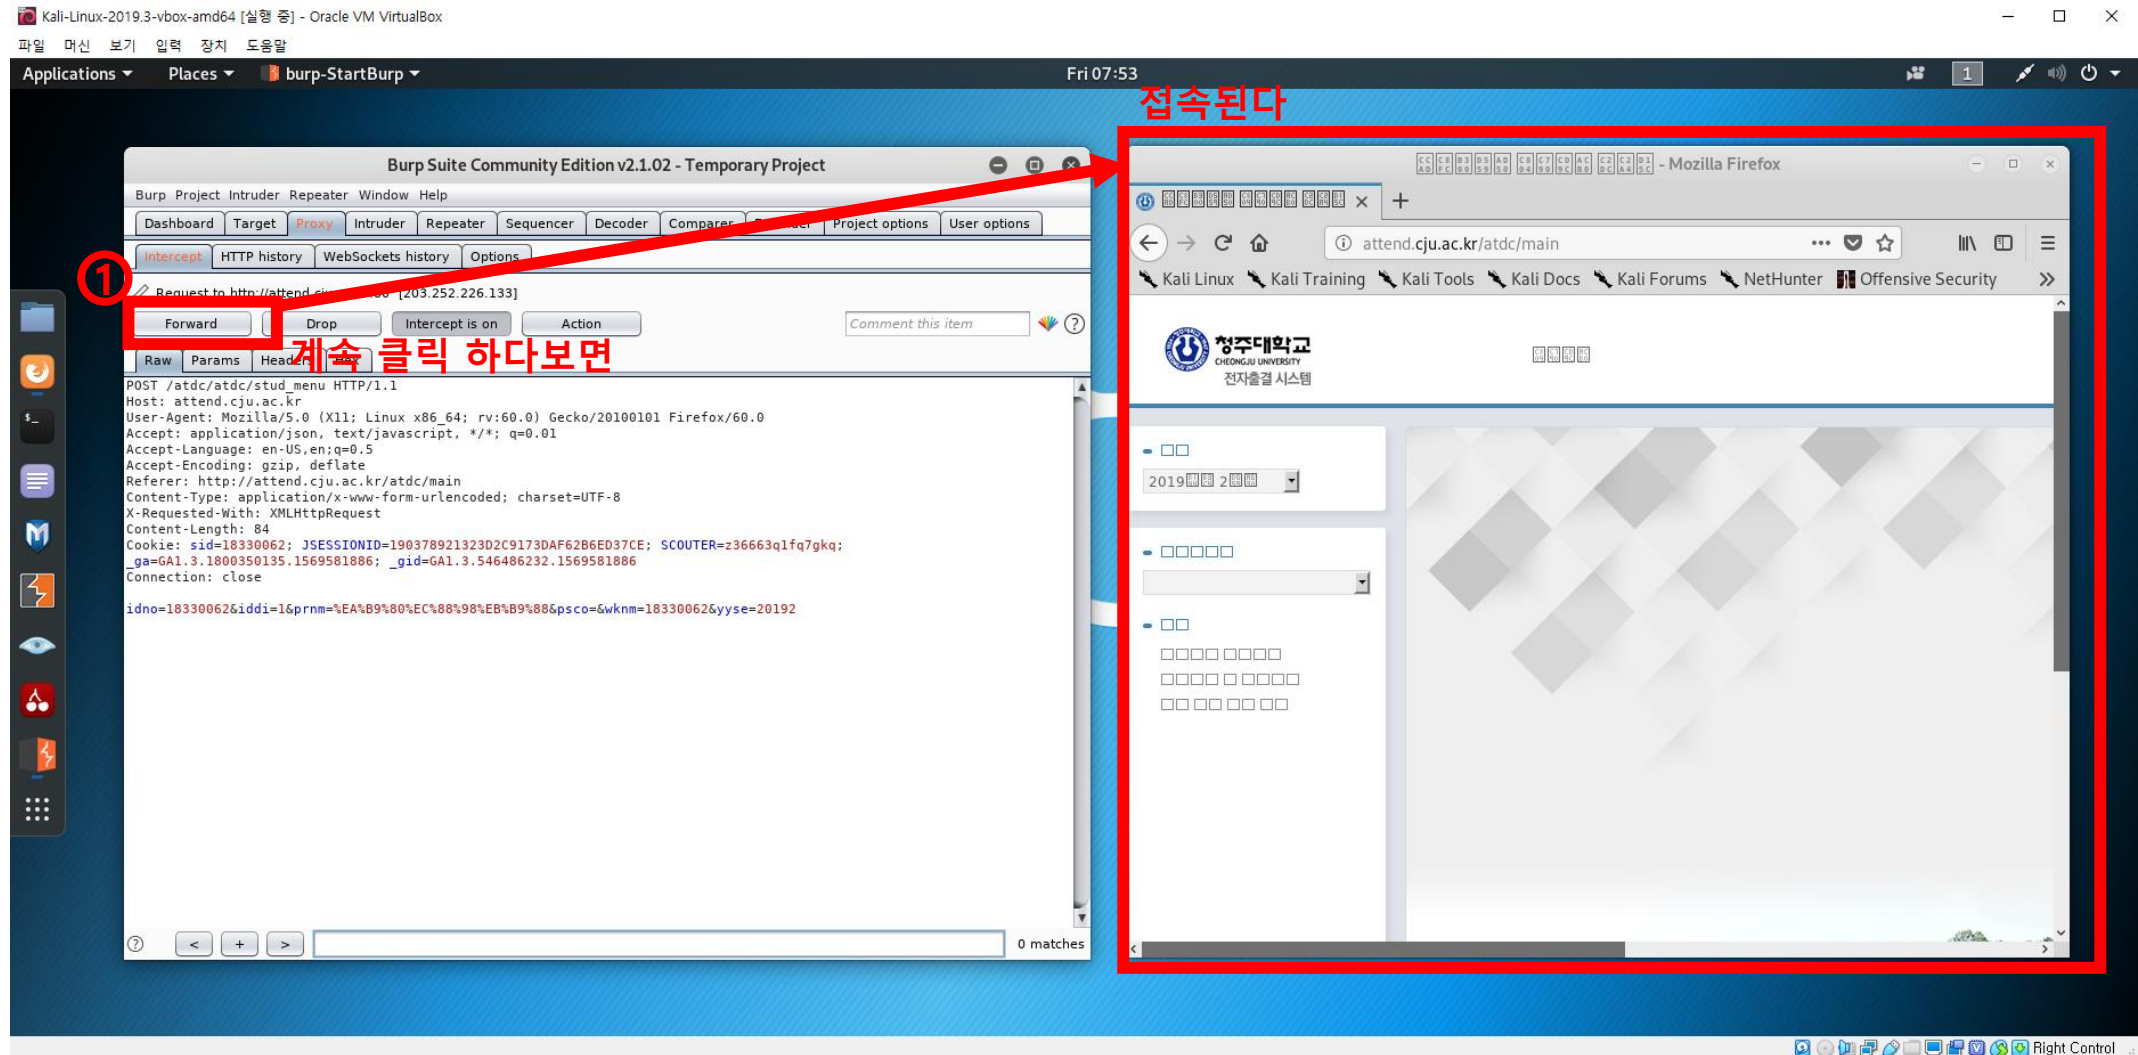 Kali-Linux-2019.3-vbox-amd64 [실행 중] - Oracle VM VirtualBox
파일 머신 보기 입력 장치 도움말
Applications Places burp-StartBurp Fri 07:53 1
접속된다
Burp Suite Community Edition v2.1.02 - Temporary Project
Burp Project Intruder Repeater Window Help
Dashboard Target Proxy Intruder Repeater Sequencer Decoder Comparer Project options User options
Intercept HTTP history WebSockets history Options
①
Request to http://attend [203.252.226.133]
Forward Drop Intercept is on Action Comment this item
계속 클릭 하다보면
Raw Params Headers Hex
POST /atdc/atdc/stud_menu HTTP/1.1
Host: attend.cju.ac.kr
User-Agent: Mozilla/5.0 (X11; Linux x86_64; rv:60.0) Gecko/20100101 Firefox/60.0
Accept: application/json, text/javascript, */*; q=0.01
Accept-Language: en-US,en;q=0.5
Accept-Encoding: gzip, deflate
Referer: http://attend.cju.ac.kr/atdc/main
Content-Type: application/x-www-form-urlencoded; charset=UTF-8
X-Requested-With: XMLHttpRequest
Content-Length: 84
Cookie: sid=18330062; JSESSIONID=190378921323D2C9173DAF62B6ED37CE; SCOUTER=z36663q1fq7gkq;
_ga=GA1.3.1800350135.1569581886; _gid=GA1.3.546486232.1569581886
Connection: close
idno=18330062&iddi=1&prnm=%EA%B9%80%EC%88%98%EB%B9%88&psco=&wknm=18330062&yyse=20192
< + > 0 matches
- Mozilla Firefox
attend.cju.ac.kr/atdc/main
Kali Linux Kali Training Kali Tools Kali Docs Kali Forums NetHunter Offensive Security
청주대학교
CHEONGJU UNIVERSITY
전자출결 시스템
2019 2
Right Control